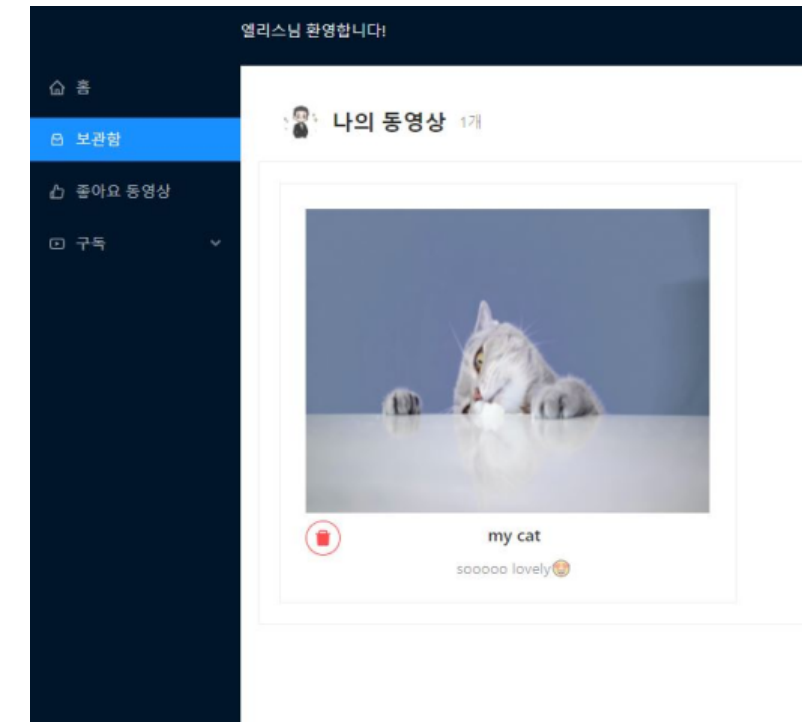 엘리스님 환영합니다!
홈
보관함
좋아요 동영상
구독
나의 동영상 1개
my cat
sooooo lovely😇